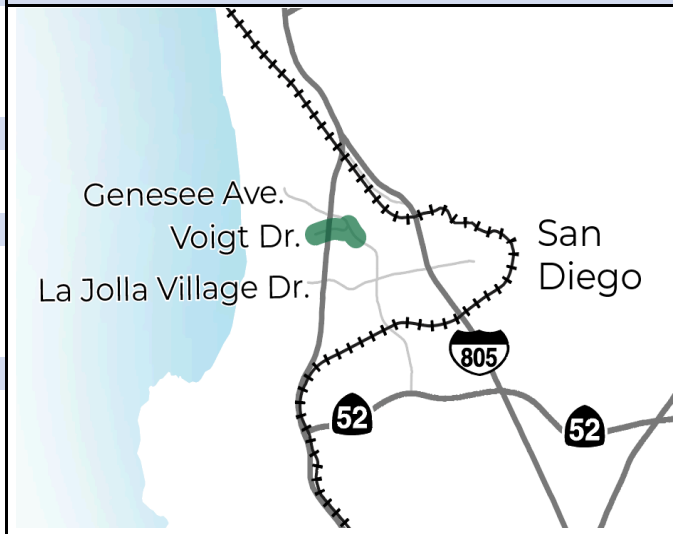 Genesee Ave.
Voigt Dr.
San
Diego
La Jolla Village Dr.
805
52
52